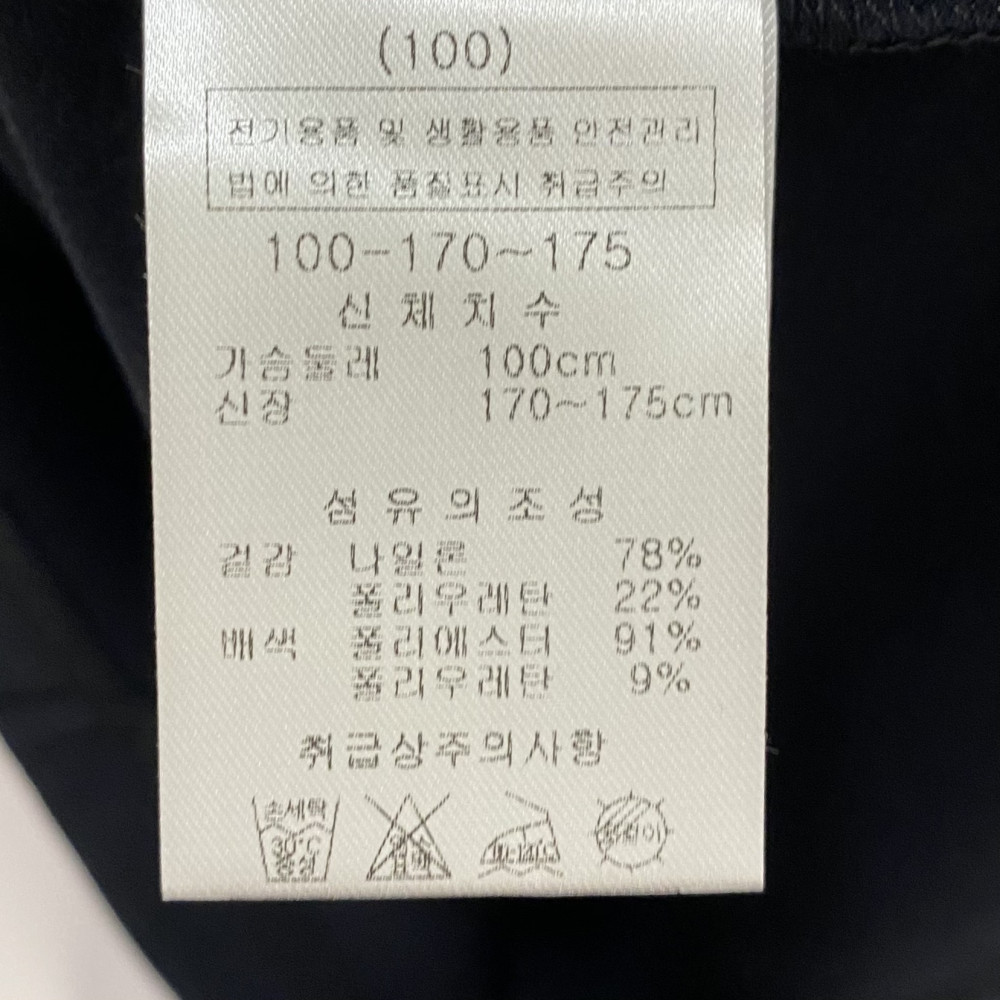 (100)
전기용품 및 생활용품 안전관리
법에 의한 품질표시 취급주의
100-170~175
신체치수
가슴둘레 100cm
신장 170~175cm
섬유의조성
겉감 나일론 78%
폴리우레탄 22%
배색 폴리에스터 91%
폴리우레탄 9%
취급상주의사항
손세탁
30°C
중성